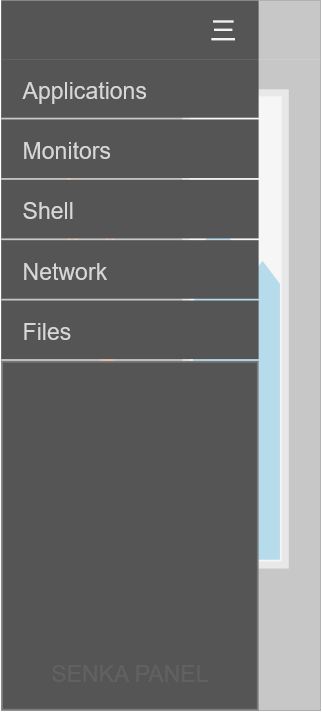 Applications
Monitors
Shell
Network
Files
SENKA PANEL